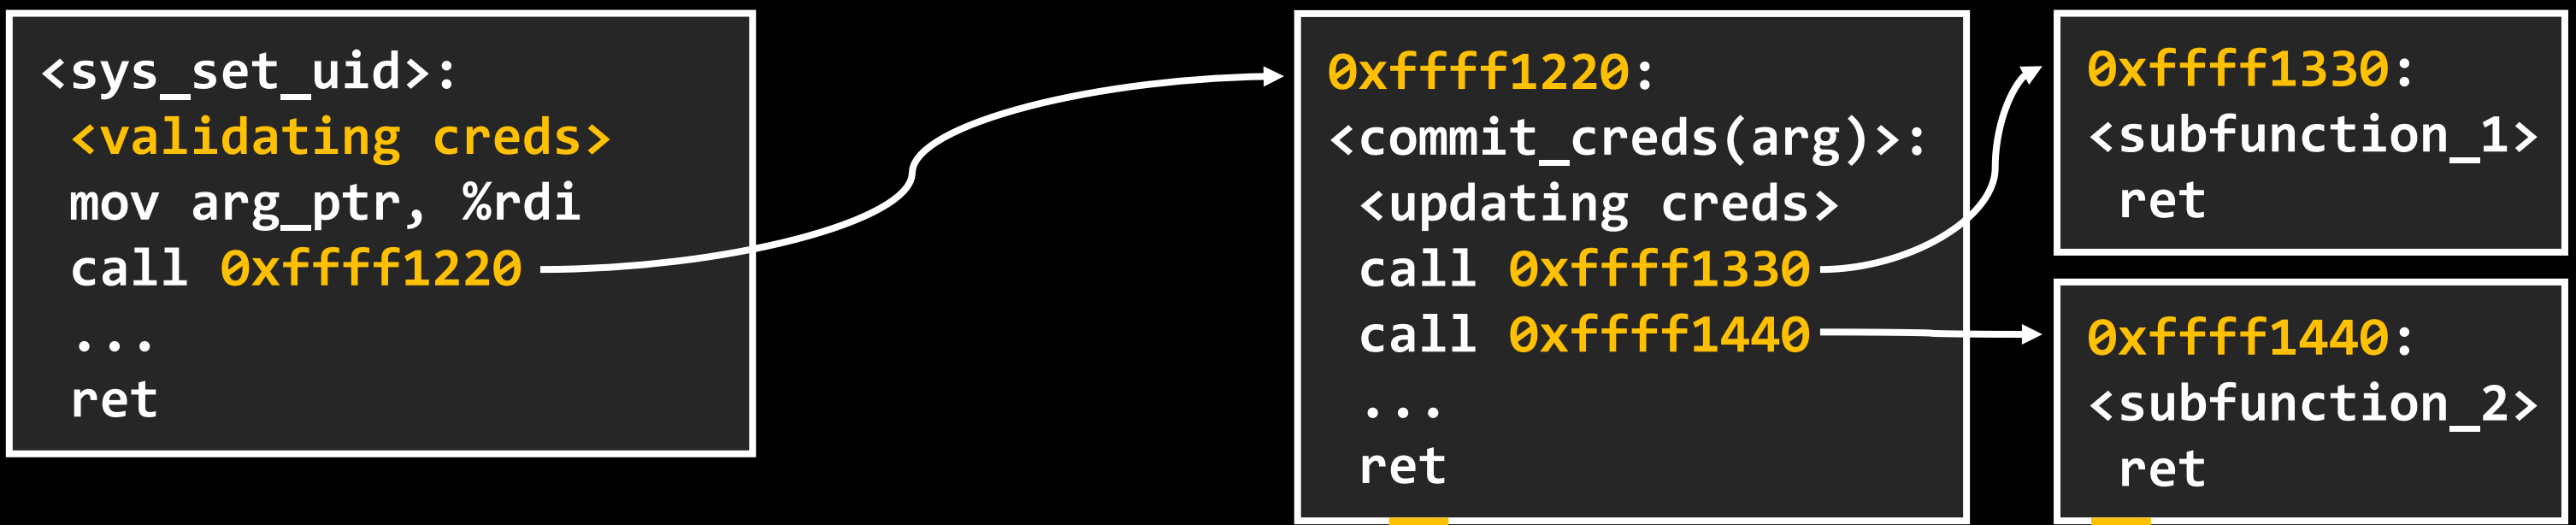 <sys_set_uid>:
<validating creds>
mov arg_ptr, %rdi
call 0xffff1220
...
ret
0xffff1220:
<commit_creds(arg)>:
<updating creds>
call 0xffff1330
call 0xffff1440
...
ret
0xffff1330:
<subfunction_1>
ret
0xffff1440:
<subfunction_2>
ret